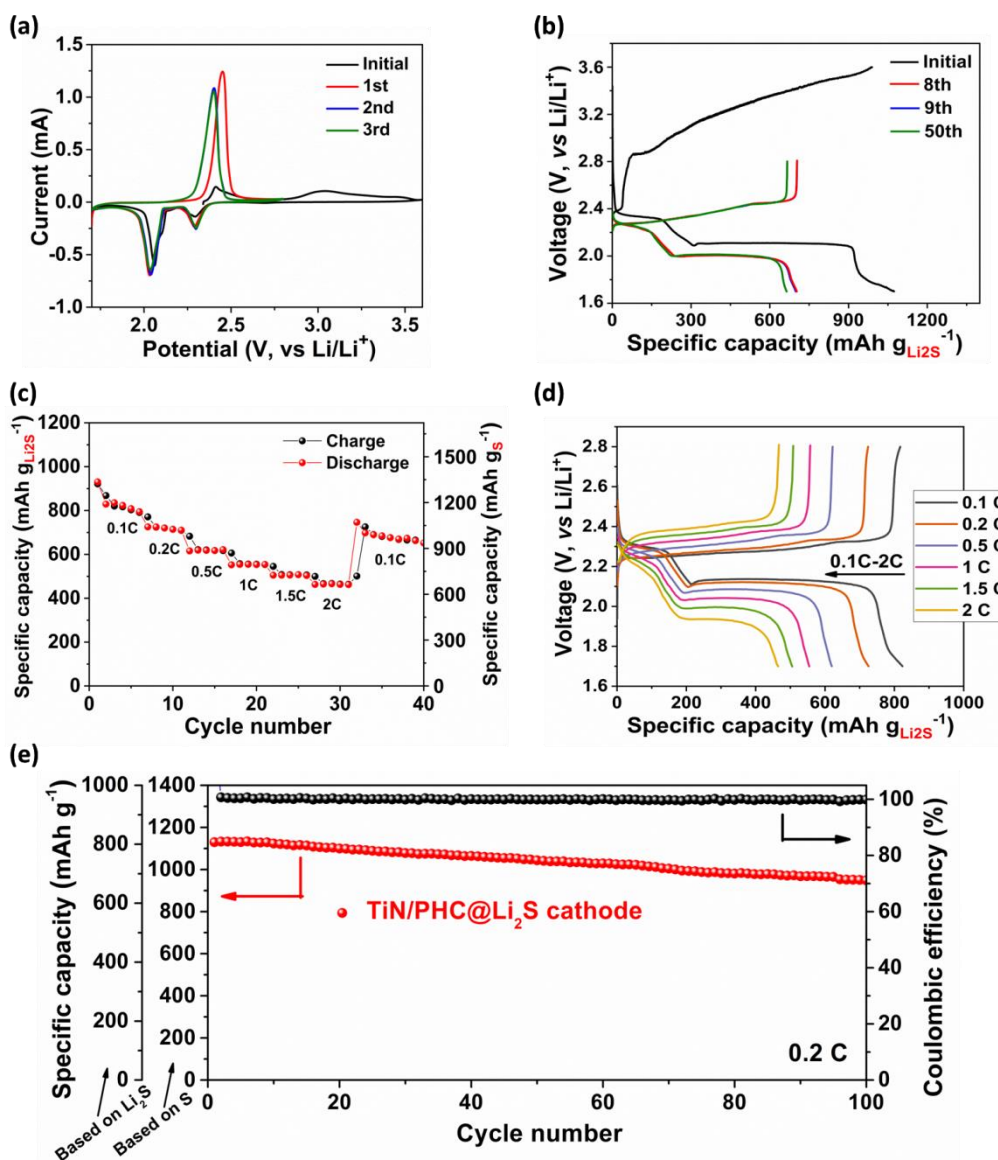 (a)
Current (mA)
1.5
1.0
0.5
0.0
-0.5
-1.0
Initial
1st
2nd
3rd
2.0 2.5 3.0 3.5
Potential (V, vs Li/Li+)
(b)
Voltage (V, vs Li/Li+)
3.6
3.2
2.8
2.4
2.0
1.6
Initial
8th
9th
50th
0 300 600 900 1200
Specific capacity (mAh gLi2S-1)
(c)
Specific capacity (mAh gLi2S-1)
1200
1000
800
600
400
200
0
Charge
Discharge
0.1C
0.2C
0.5C
1C
1.5C
2C
0.1C
1500
1200
900
600
300
0
Specific capacity (mAh gS-1)
0 10 20 30 40
Cycle number
(d)
Voltage (V, vs Li/Li+)
2.8
2.6
2.4
2.2
2.0
1.8
1.6
0.1C-2C
0.1 C
0.2 C
0.5 C
1 C
1.5 C
2 C
0 200 400 600 800 1000
Specific capacity (mAh gLi2S-1)
(e)
Specific capacity (mAh g-1)
1000
800
600
400
200
0
Based on Li2S
1400
1200
1000
800
600
400
200
0
Based on S
TiN/PHC@Li2S cathode
0.2 C
100
80
60
40
20
0
Coulombic efficiency (%)
0 20 40 60 80 100
Cycle number